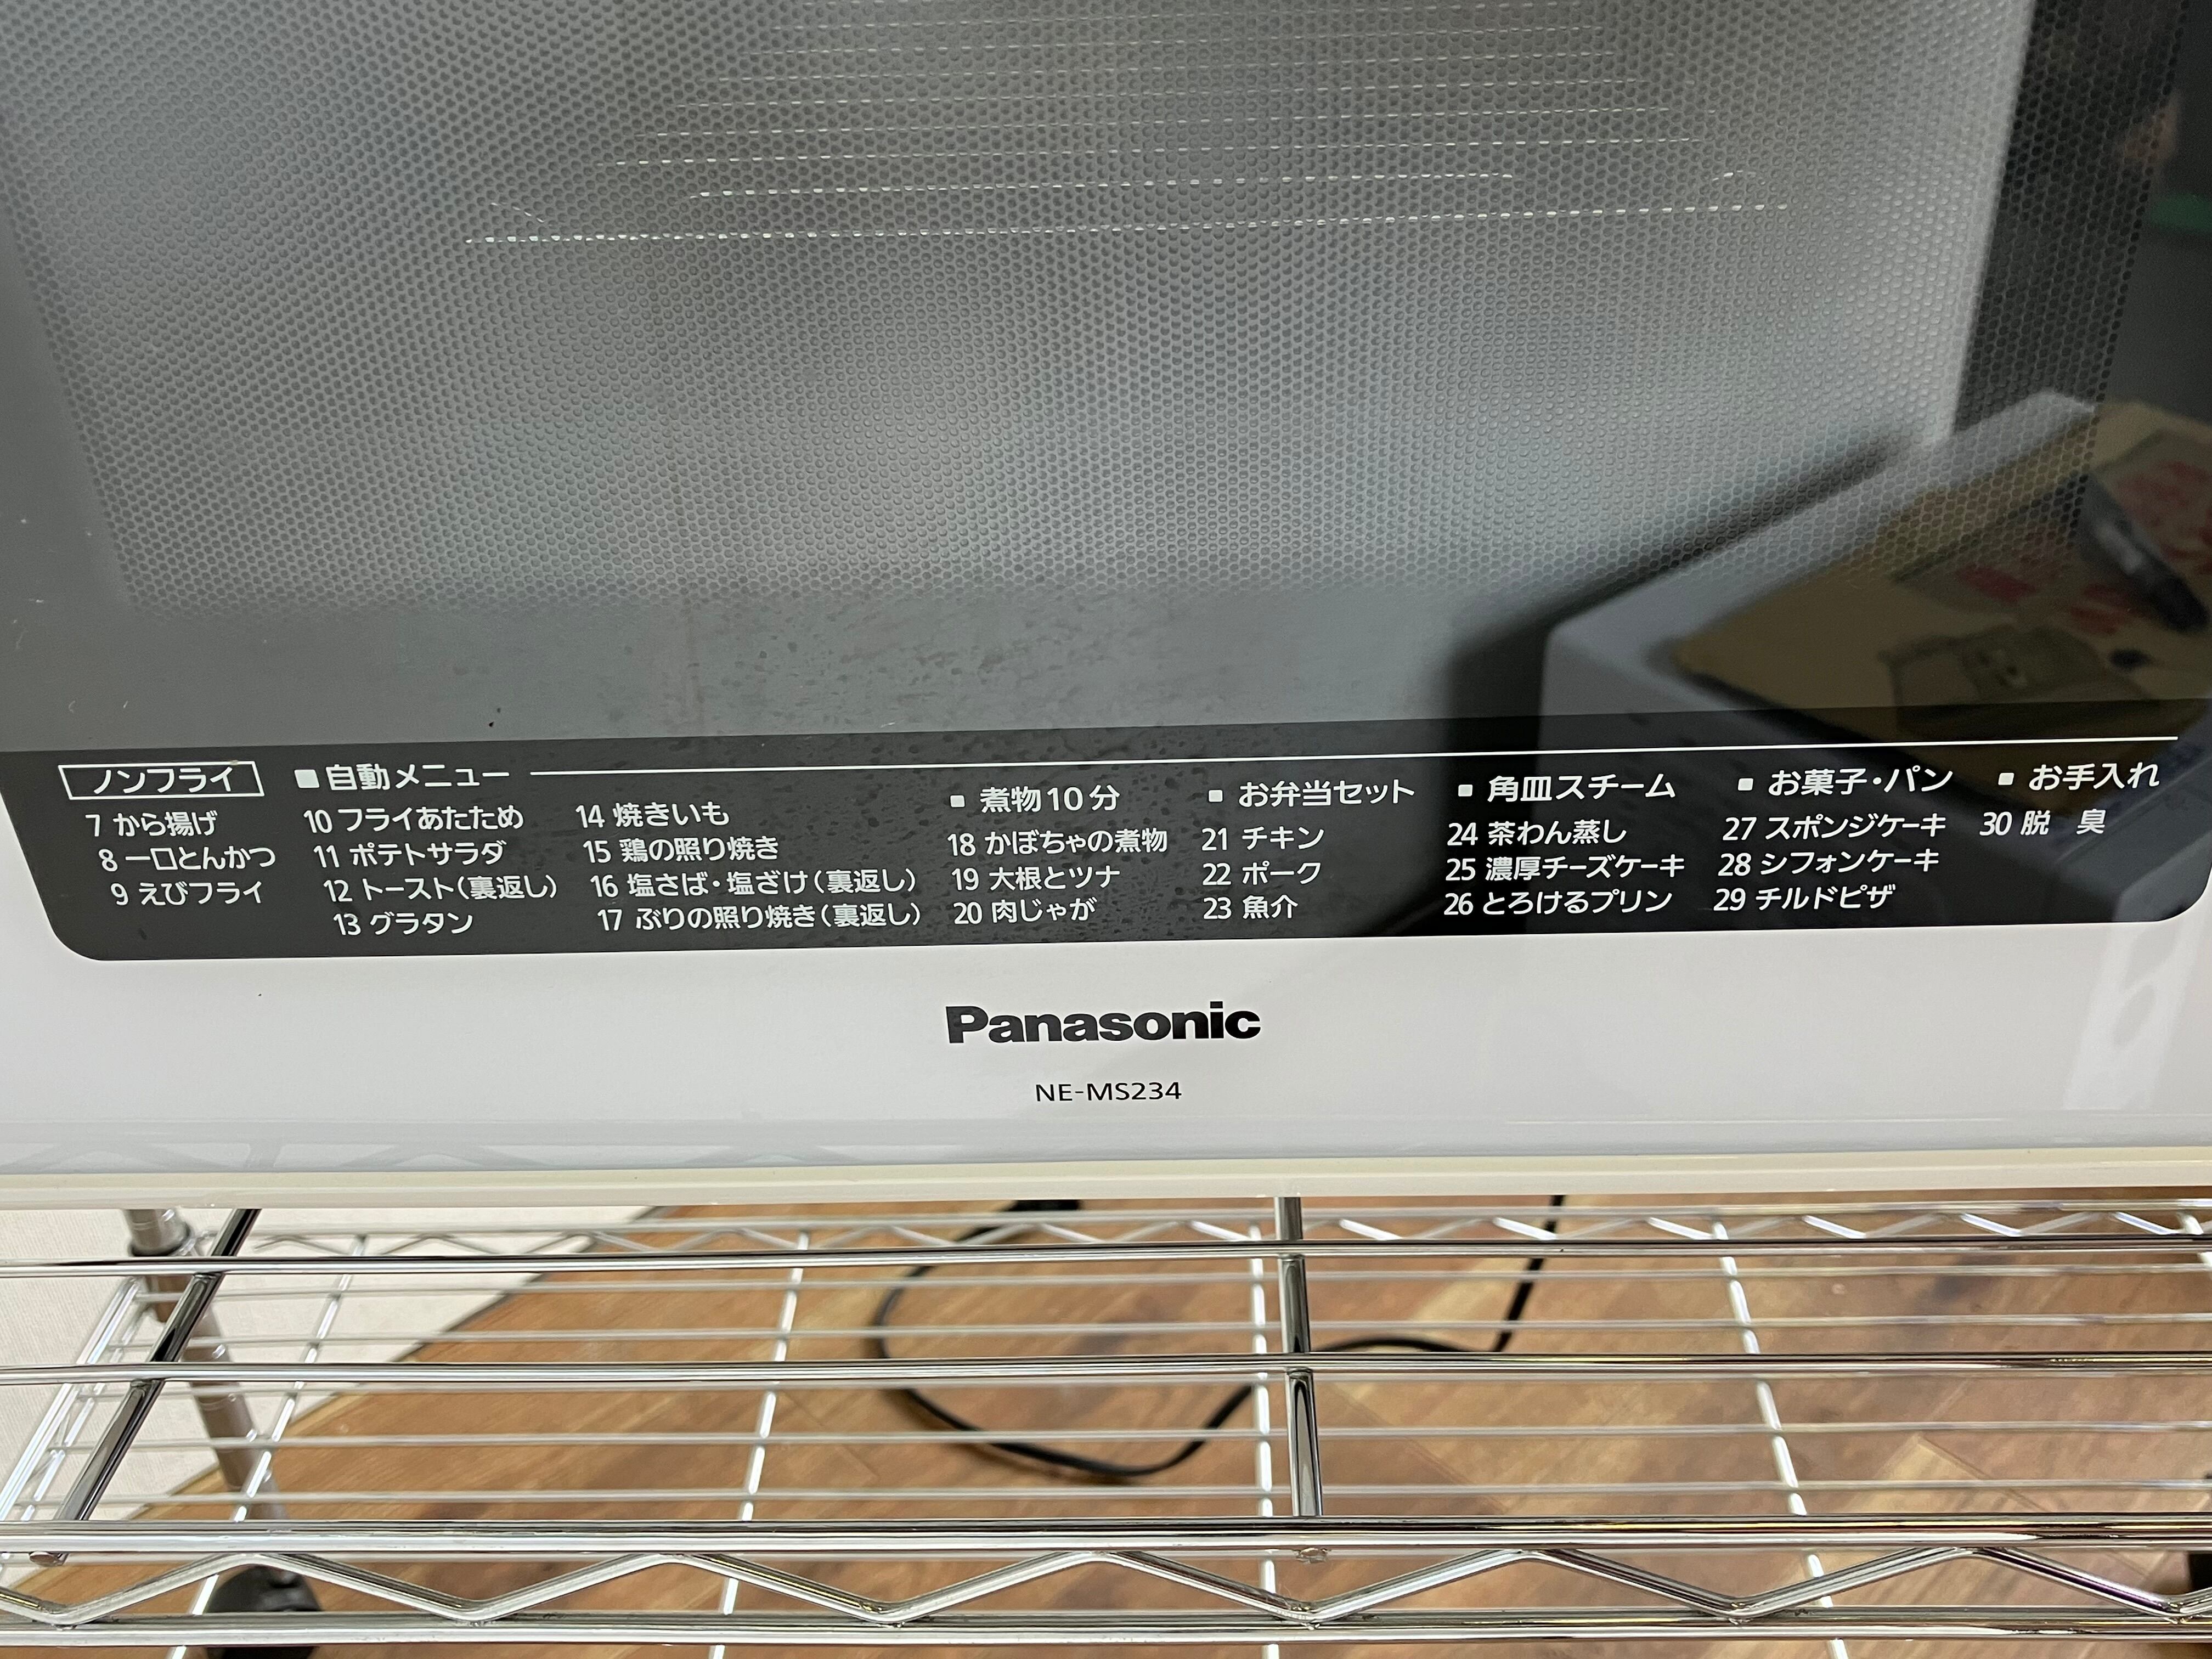 ノンフライ
7 から揚げ
8 一口とんかつ
9 えびフライ
■自動メニュー
10 フライあたため
11 ポテトサラダ
12 トースト(裏返し)
13 グラタン
14 焼きいも
15 鶏の照り焼き
16 塩さば・塩ざけ(裏返し)
17 ぶりの照り焼き(裏返し)
■ 煮物10分
18 かぼちゃの煮物
19 大根とツナ
20 肉じゃが
■ お弁当セット
21 チキン
22 ポーク
23 魚介
■ 角皿スチーム
24 茶わん蒸し
25 濃厚チーズケーキ
26 とろけるプリン
■ お菓子・パン
27 スポンジケーキ
28 シフォンケーキ
29 チルドピザ
■ お手入れ
30 脱 臭
Panasonic
NE-MS234